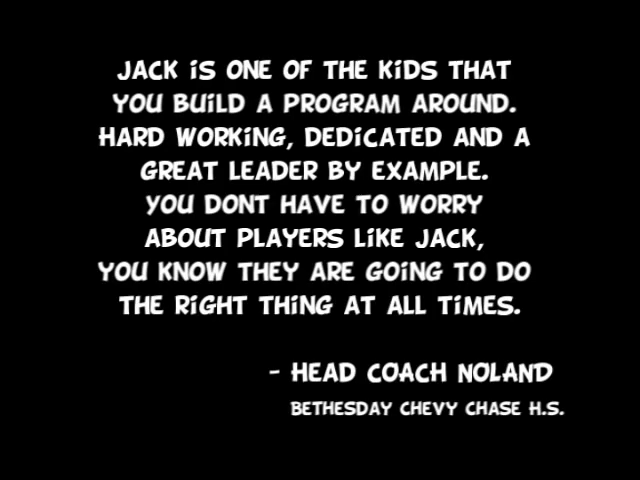 JACK IS ONE OF THE KIDS THAT
YOU BUILD A PROGRAM AROUND.
HARD WORKING, DEDICATED AND A
GREAT LEADER BY EXAMPLE.
YOU DONT HAVE TO WORRY
ABOUT PLAYERS LIKE JACK,
YOU KNOW THEY ARE GOING TO DO
THE RIGHT THING AT ALL TIMES.
- HEAD COACH NOLAND
BETHESDAY CHEVY CHASE H.S.